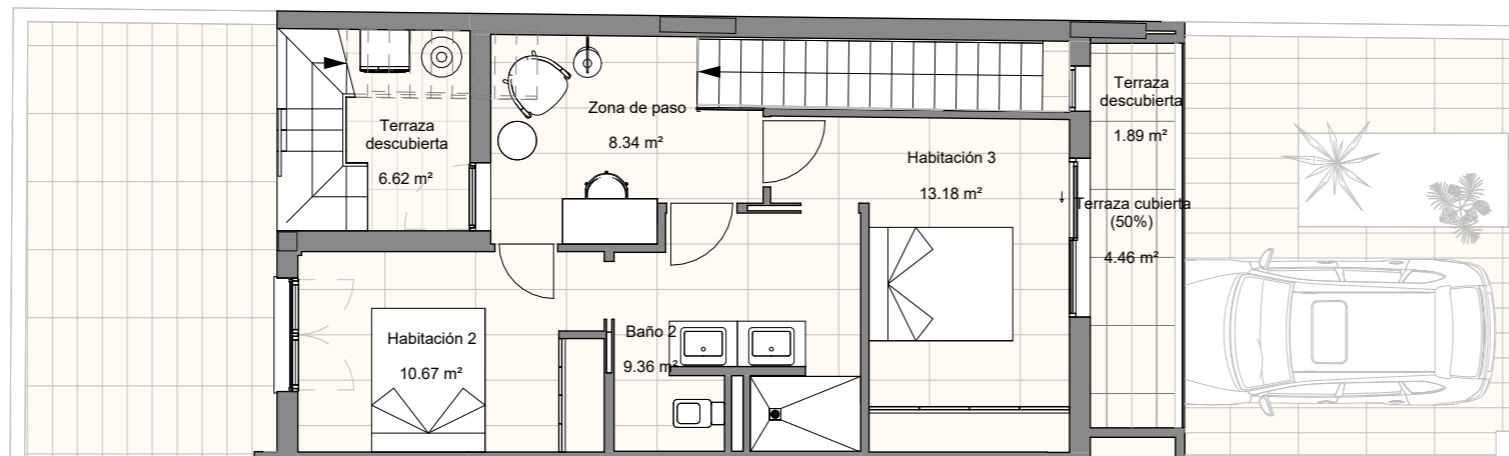 Terraza
descubierta
6.62 m²
Zona de paso
8.34 m²
Habitación 3
13.18 m²
Terraza
descubierta
1.89 m²
Terraza cubierta
(50%)
4.46 m²
Habitación 2
10.67 m²
Baño 2
9.36 m²